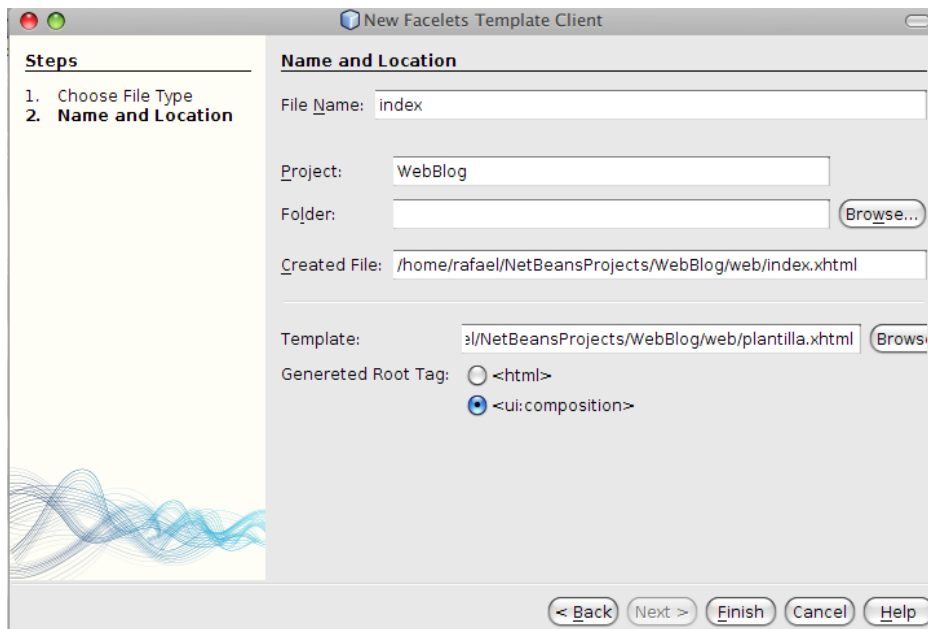 New Facelets Template Client
Steps
1. Choose File Type
2. Name and Location
Name and Location
File Name: index
Project: WebBlog
Folder: Browse...
Created File: /home/rafael/NetBeansProjects/WebBlog/web/index.xhtml
Template: el/NetBeansProjects/WebBlog/web/plantilla.xhtml Brows
Genereted Root Tag: <html>
<ui:composition>
< Back Next > Finish Cancel Help